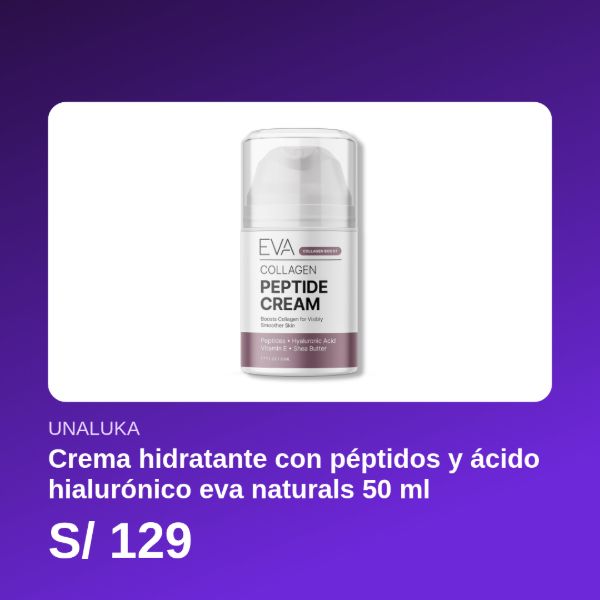 EVA
COLLAGEN BOOST
COLLAGEN
PEPTIDE
CREAM
Boosts Collagen for Visibly
Smoother Skin
Peptides • Hyaluronic Acid
Vitamin E • Shea Butter
UNALUKA
Crema hidratante con péptidos y ácido
hialurónico eva naturals 50 ml
S/ 129